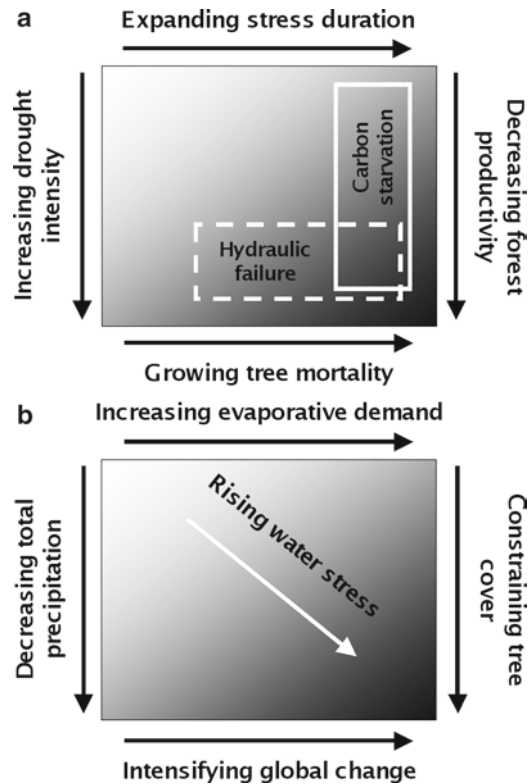 a
Expanding stress duration
Increasing drought
intensity
Carbon
starvation
Hydraulic
failure
Decreasing forest
productivity
Growing tree mortality
b
Increasing evaporative demand
Decreasing total
precipitation
Rising water stress
Constraining tree
cover
Intensifying global change